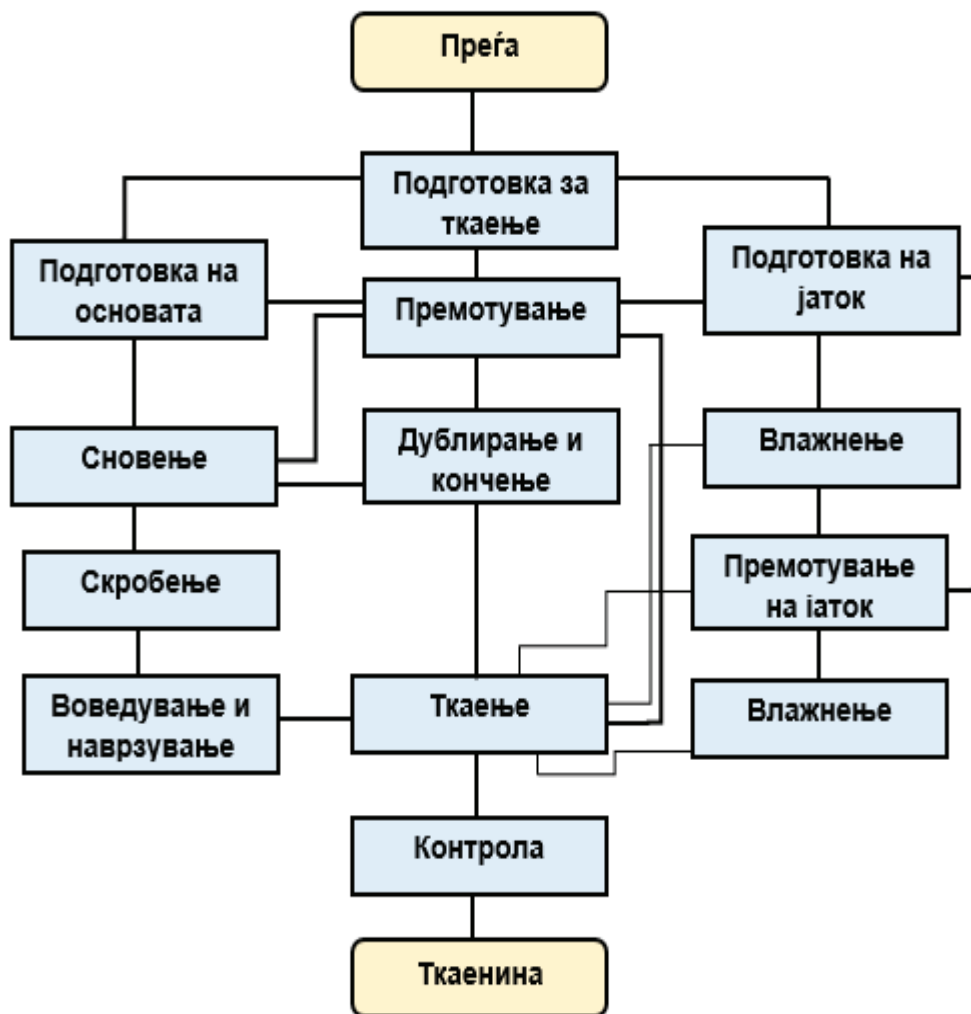 Преѓа
Подготовка за
ткаење
Подготовка на
основата
Премотување
Подготовка на
јаток
Сновење
Дублирање и
кончење
Влажнење
Скробење
Премотување
на јаток
Воведување и
наврзување
Ткаење
Влажнење
Контрола
Ткаенина